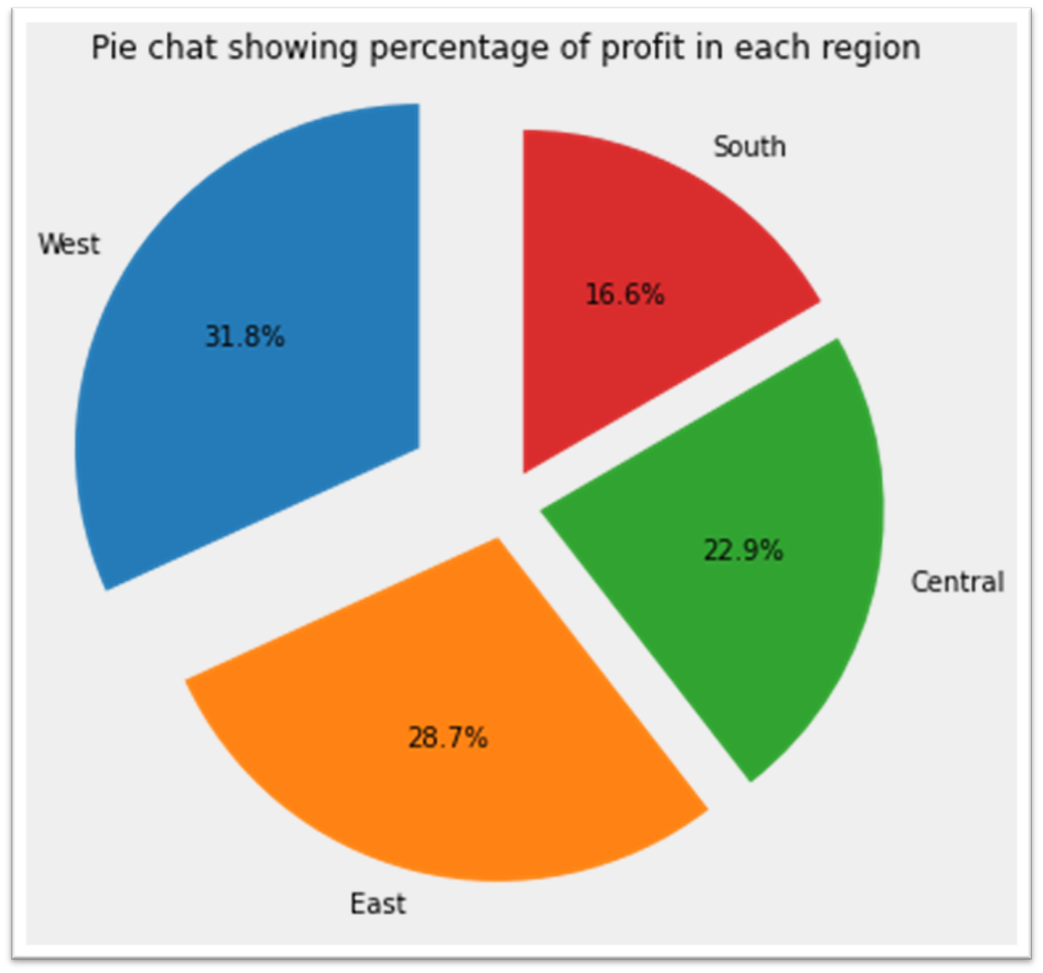 Pie chat showing percentage of profit in each region
South
West
16.6%
31.8%
22.9%
Central
28.7%
East